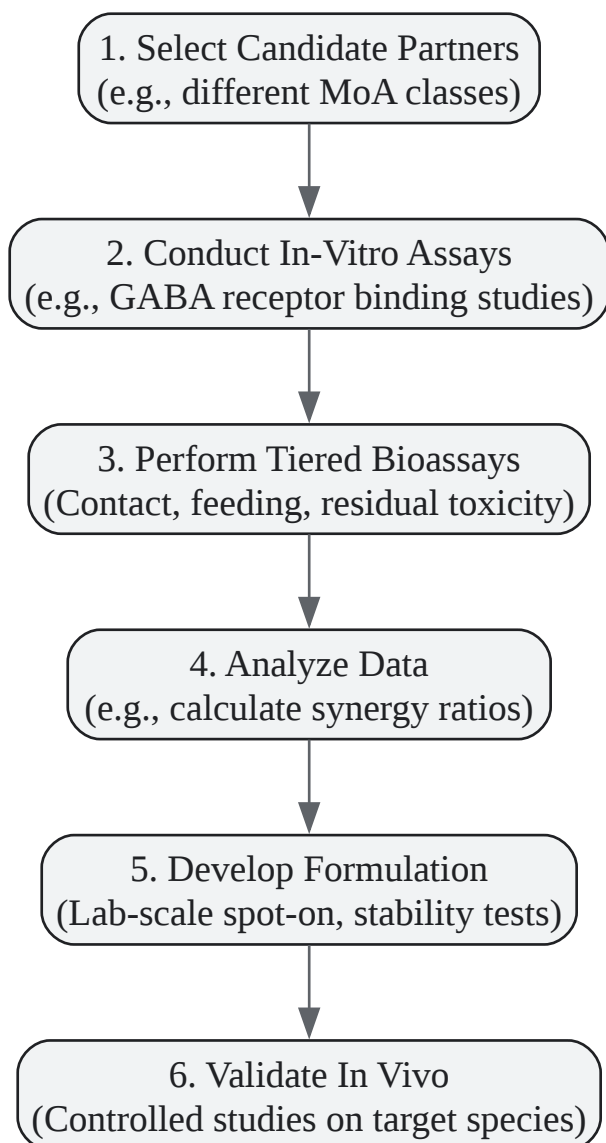 1. Select Candidate Partners
(e.g., different MoA classes)
2. Conduct In-Vitro Assays
(e.g., GABA receptor binding studies)
3. Perform Tiered Bioassays
(Contact, feeding, residual toxicity)
4. Analyze Data
(e.g., calculate synergy ratios)
5. Develop Formulation
(Lab-scale spot-on, stability tests)
6. Validate In Vivo
(Controlled studies on target species)